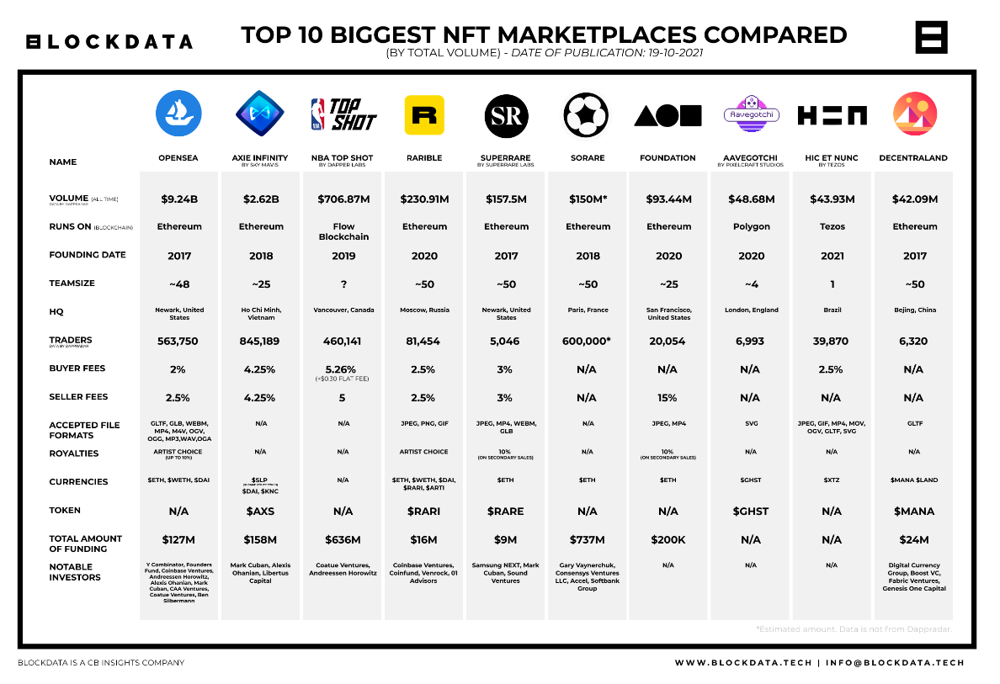 BLOCKDATA
TOP 10 BIGGEST NFT MARKETPLACES COMPARED
(BY TOTAL VOLUME) - DATE OF PUBLICATION: 19-10-2021
NBA TOP SHOT
R
SR
Aavegotchi
NAME
OPENSEA
AXIE INFINITY
BY SKY MAVIS
NBA TOP SHOT
BY DAPPER LABS
RARIBLE
SUPERRARE
BY SUPERRARE LABS
SORARE
FOUNDATION
AAVEGOTCHI
BY PIXELCRAFT STUDIOS
HIC ET NUNC
BY TEZOS
DECENTRALAND
VOLUME (ALL TIME)
DATA BY DAPPRADAR
$9.24B $2.62B $706.87M $230.91M $157.5M $150M* $93.44M $48.68M $43.93M $42.09M
RUNS ON (BLOCKCHAIN)
Ethereum Ethereum Flow Blockchain Ethereum Ethereum Ethereum Ethereum Polygon Tezos Ethereum
FOUNDING DATE
2017 2018 2019 2020 2017 2018 2020 2020 2021 2017
TEAMSIZE
~48 ~25 ? ~50 ~50 ~50 ~25 ~4 1 ~50
HQ
Newark, United States
Ho Chi Minh, Vietnam
Vancouver, Canada
Moscow, Russia
Newark, United States
Paris, France
San Francisco, United States
London, England
Brazil
Bejing, China
TRADERS
DATA BY DAPPRADAR
563,750 845,189 460,141 81,454 5,046 600,000* 20,054 6,993 39,870 6,320
BUYER FEES
2% 4.25% 5.26% (+$0.30 FLAT FEE) 2.5% 3% N/A N/A N/A 2.5% N/A
SELLER FEES
2.5% 4.25% 5 2.5% 3% N/A 15% N/A N/A N/A
ACCEPTED FILE FORMATS
GLTF, GLB, WEBM,
MP4, M4V, OGV,
OGG, MP3,WAV,OGA
N/A
N/A
JPEG, PNG, GIF
JPEG, MP4, WEBM,
GLB
N/A
JPEG, MP4
SVG
JPEG, GIF, MP4, MOV,
OGV, GLTF, SVG
GLTF
ROYALTIES
ARTIST CHOICE
(UP TO 10%)
N/A
N/A
ARTIST CHOICE
10%
(ON SECONDARY SALES)
N/A
10%
(ON SECONDARY SALES)
N/A
N/A
N/A
CURRENCIES
$ETH, $WETH, $DAI
$SLP
$DAI, $KNC
N/A
$ETH, $WETH, $DAI,
$RARI, $ARTI
$ETH
$ETH
$ETH
$GHST
$XTZ
$MANA $LAND
TOKEN
N/A $AXS N/A $RARI $RARE N/A N/A $GHST N/A $MANA
TOTAL AMOUNT OF FUNDING
$127M $158M $636M $16M $9M $737M $200K N/A N/A $24M
NOTABLE INVESTORS
Y Combinator, Founders
Fund, Coinbase Ventures,
Andreessen Horowitz,
Alexis Ohanian, Mark
Cuban, CAA Ventures,
Coatue Ventures, Ben
Silbermann
Mark Cuban, Alexis
Ohanian, Libertus
Capital
Coatue Ventures,
Andreessen Horowitz
Coinbase Ventures,
Coinfund, Venrock, 01
Advisors
Samsung NEXT, Mark
Cuban, Sound
Ventures
Gary Vaynerchuk,
Consensys Ventures
LLC, Accel, Softbank
Group
N/A
N/A
N/A
Digital Currency
Group, Boost VC,
Fabric Ventures,
Genesis One Capital
*Estimated amount. Data is not from Dappradar.
BLOCKDATA IS A CB INSIGHTS COMPANY
WWW.BLOCKDATA.TECH | INFO@BLOCKDATA.TECH